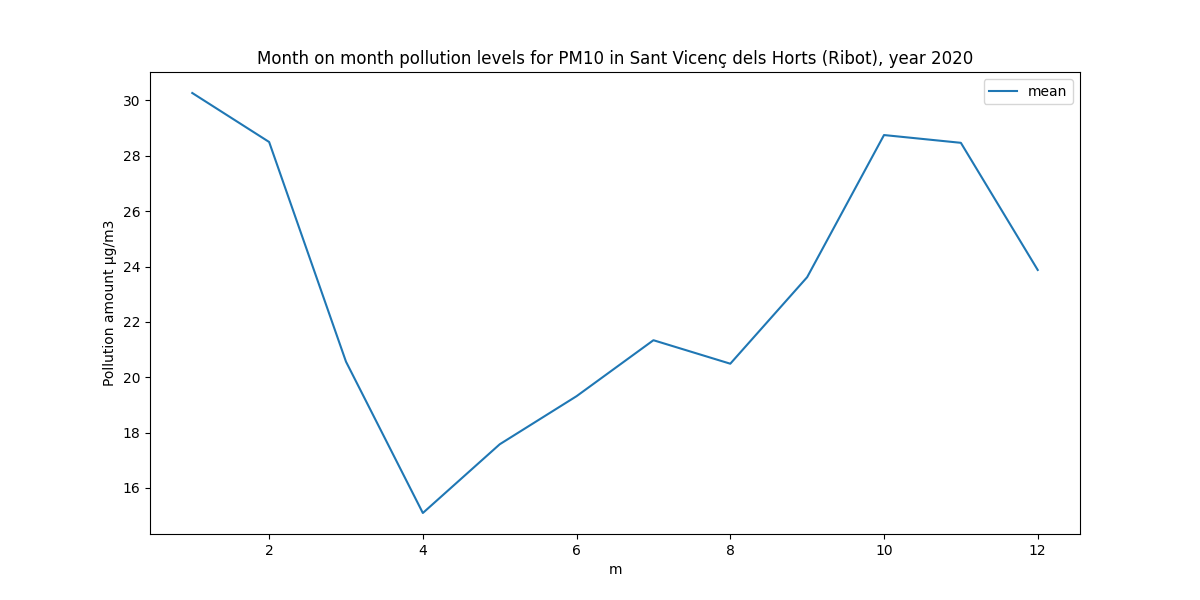 Month on month pollution levels for PM10 in Sant Vicenç dels Horts (Ribot), year 2020
mean
30
28
26
24
22
20
18
16
Pollution amount µg/m3
2 4 6 8 10 12
m